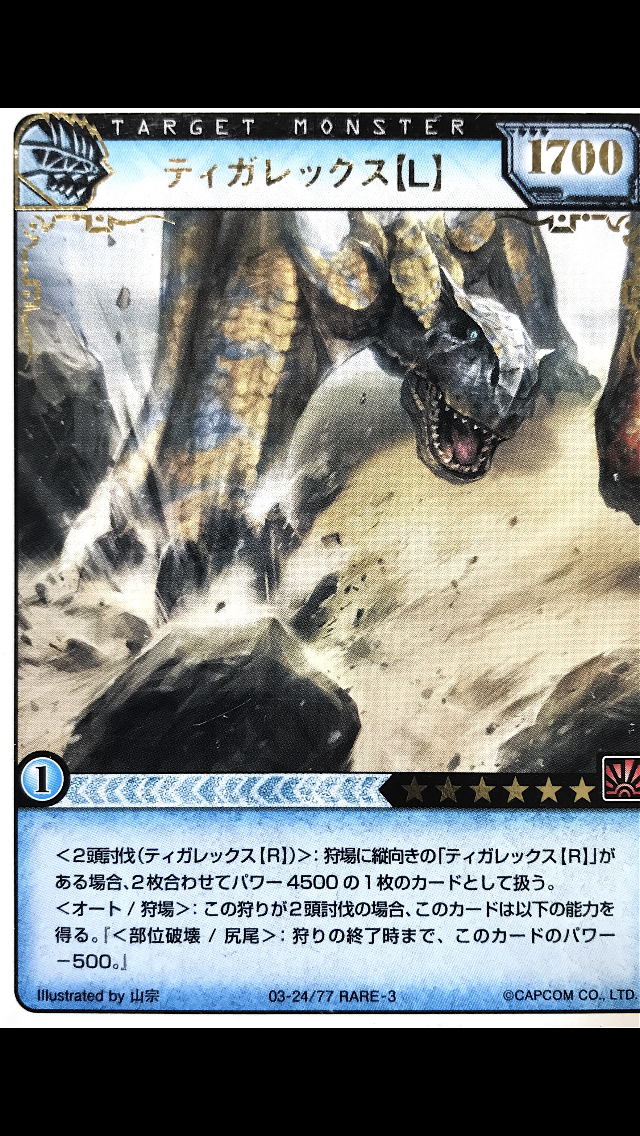 TARGET MONSTER
ティガレックス【L】
1700
1
＜２頭討伐(ティガレックス【R】)＞：狩場に縦向きの｢ティガレックス【R】｣が
ある場合、２枚合わせてパワー 4500 の１枚のカードとして扱う。
＜オート / 狩場＞：この狩りが２頭討伐の場合、このカードは以下の能力を
得る。『＜部位破壊 / 尻尾＞：狩りの終了時まで、このカードのパワー
－500。』
Illustrated by 山宗 03-24/77 RARE-3 ©CAPCOM CO., LTD.